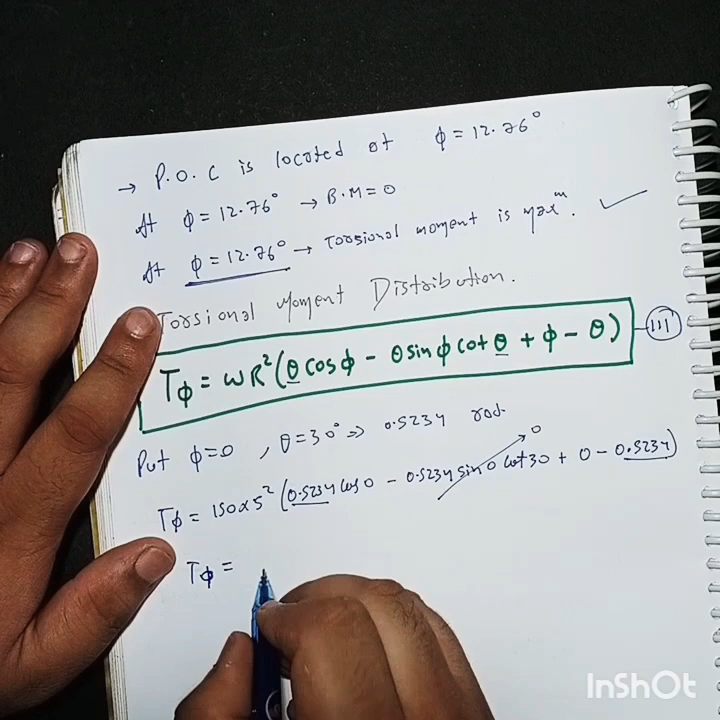 → P.O.C is located at ϕ = 12.76°
At ϕ = 12.76° → B.M = 0
At ϕ = 12.76° → Torsional moment is maxᵐ. ✓
Torsional Moment Distribution.
Tϕ = ωR²(θ cosϕ - θ sinϕ cotθ + ϕ - θ) - (III)
Put ϕ=0 , θ=30° ⇒ 0.5234 rad.
Tϕ = 150×5² (0.5234 cos0 - 0.5234 sin0 cot30 + 0 - 0.5234) 0
Tϕ =
InShOt